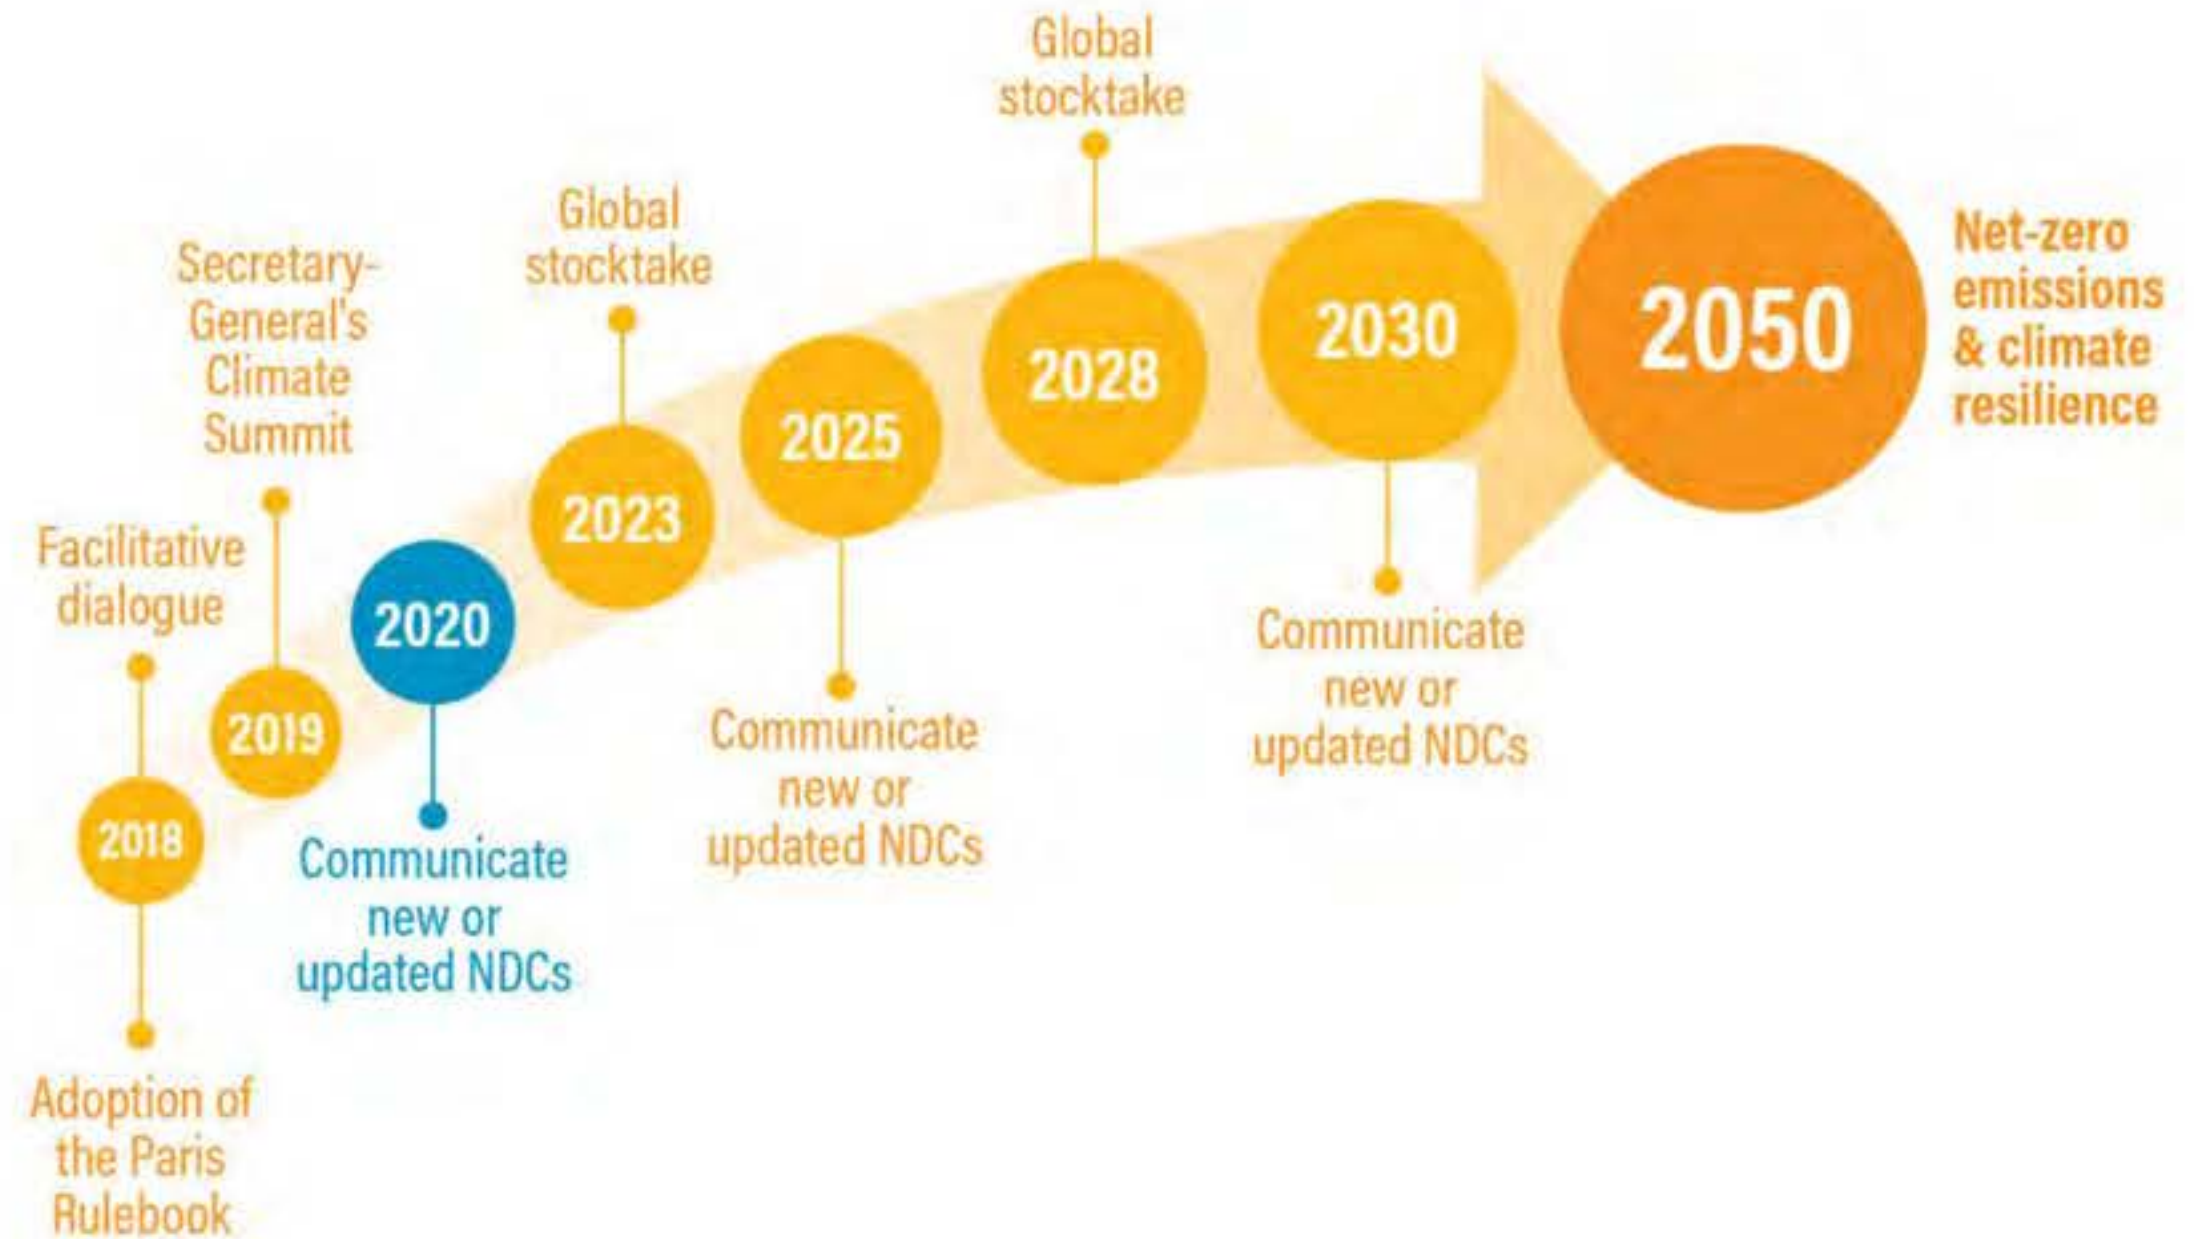 Facilitative
dialogue
2018
Adoption of
the Paris
Rulebook
Secretary-
General's
Climate
Summit
2019
2020
Communicate
new or
updated NDCs
Global
stocktake
2023
2025
Communicate
new or
updated NDCs
Global
stocktake
2028
2030
Communicate
new or
updated NDCs
2050
Net-zero
emissions
& climate
resilience